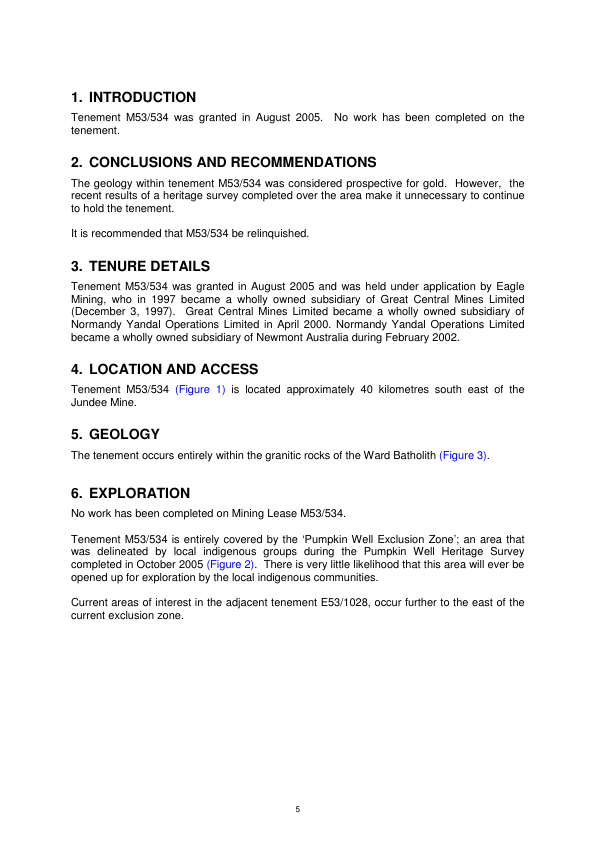 1. INTRODUCTION
Tenement M53/534 was granted in August 2005. No work has been completed on the
tenement.
2. CONCLUSIONS AND RECOMMENDATIONS
The geology within tenement M53/534 was considered prospective for gold. However, the
recent results of a heritage survey completed over the area make it unnecessary to continue
to hold the tenement.
It is recommended that M53/534 be relinquished.
3. TENURE DETAILS
Tenement M53/534 was granted in August 2005 and was held under application by Eagle
Mining, who in 1997 became a wholly owned subsidiary of Great Central Mines Limited
(December 3, 1997). Great Central Mines Limited became a wholly owned subsidiary of
Normandy Yandal Operations Limited in April 2000. Normandy Yandal Operations Limited
became a wholly owned subsidiary of Newmont Australia during February 2002.
4. LOCATION AND ACCESS
Tenement M53/534 (Figure 1) is located approximately 40 kilometres south east of the
Jundee Mine.
5. GEOLOGY
The tenement occurs entirely within the granitic rocks of the Ward Batholith (Figure 3).
6. EXPLORATION
No work has been completed on Mining Lease M53/534.
Tenement M53/534 is entirely covered by the ‘Pumpkin Well Exclusion Zone’; an area that
was delineated by local indigenous groups during the Pumpkin Well Heritage Survey
completed in October 2005 (Figure 2). There is very little likelihood that this area will ever be
opened up for exploration by the local indigenous communities.
Current areas of interest in the adjacent tenement E53/1028, occur further to the east of the
current exclusion zone.
5